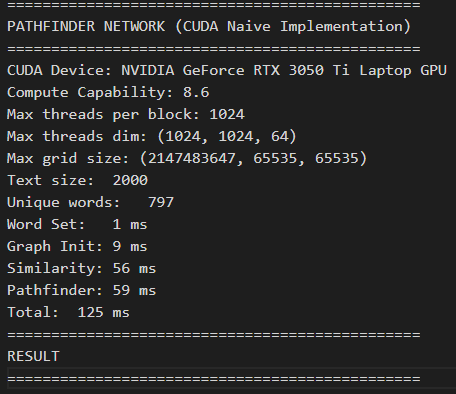 ===============================================
PATHFINDER NETWORK (CUDA Naive Implementation)
===============================================
CUDA Device: NVIDIA GeForce RTX 3050 Ti Laptop GPU
Compute Capability: 8.6
Max threads per block: 1024
Max threads dim: (1024, 1024, 64)
Max grid size: (2147483647, 65535, 65535)
Text size:  2000
Unique words:   797
Word Set:   1 ms
Graph Init: 9 ms
Similarity: 56 ms
Pathfinder: 59 ms
Total:  125 ms
===============================================
RESULT
===============================================